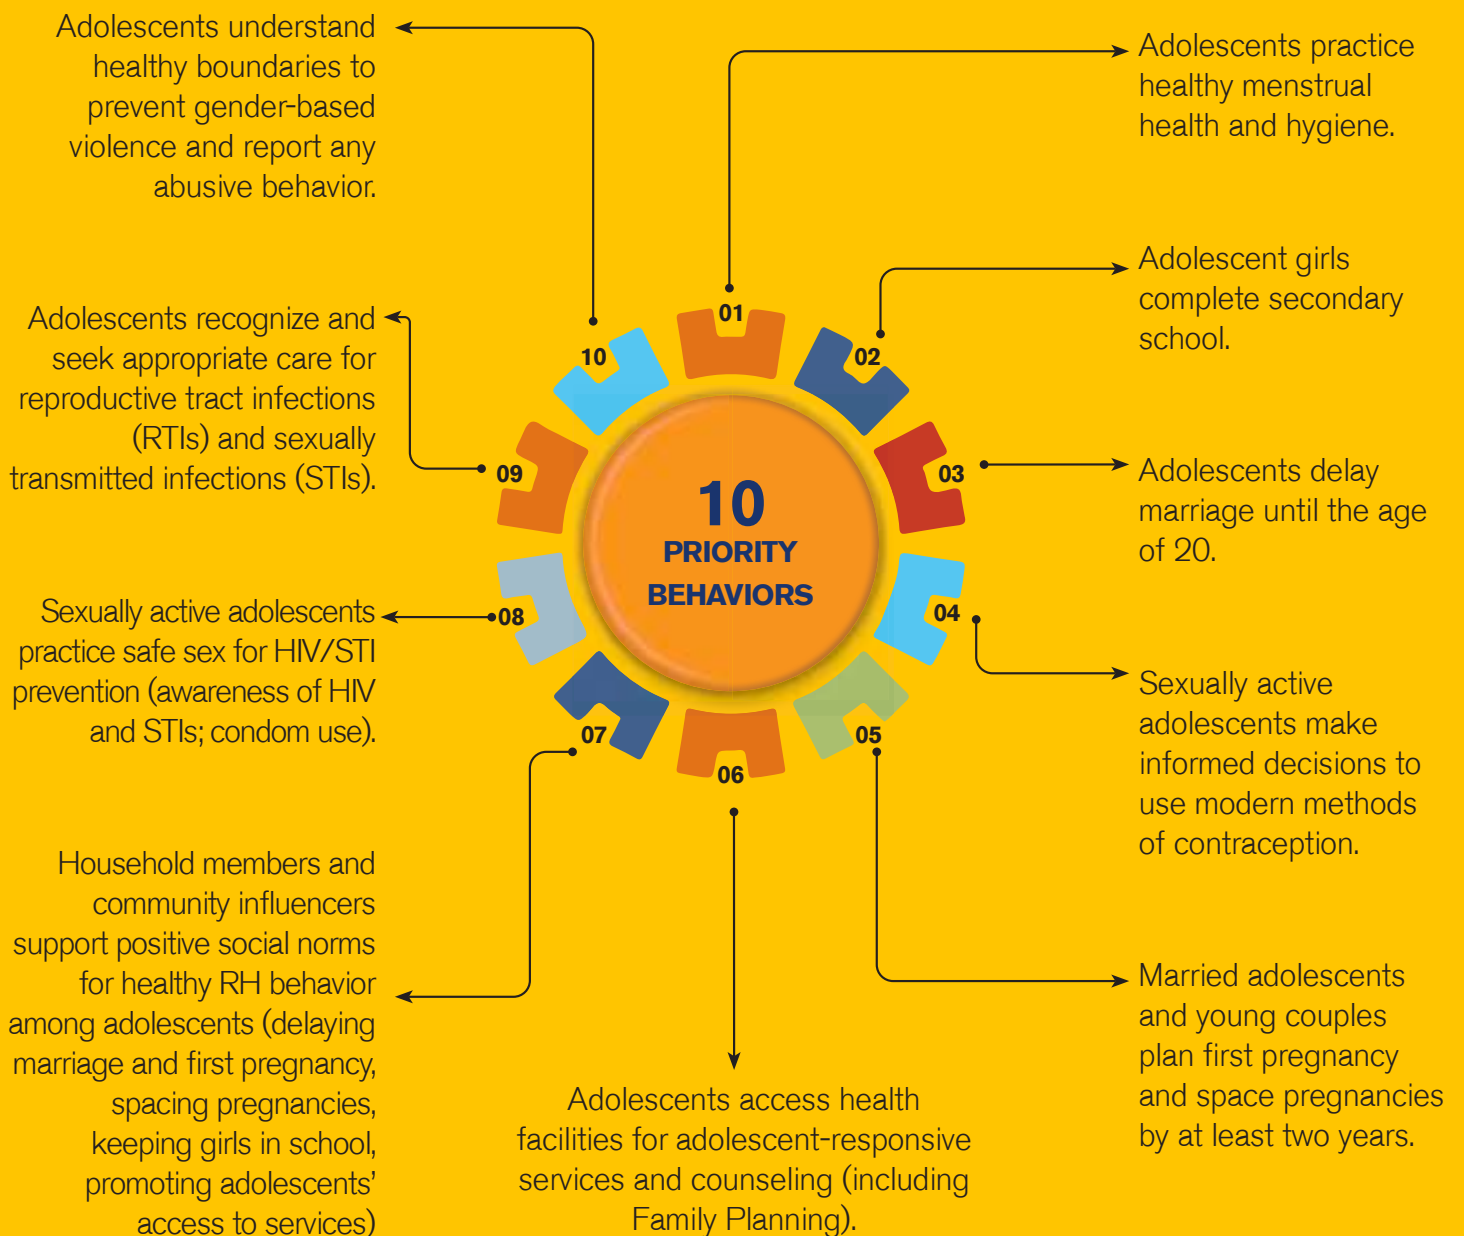 10
PRIORITY
BEHAVIORS
01
Adolescents practice
healthy menstrual
health and hygiene.
02
Adolescent girls
complete secondary
school.
03
Adolescents delay
marriage until the age
of 20.
04
Sexually active
adolescents make
informed decisions to
use modern methods
of contraception.
05
Married adolescents
and young couples
plan first pregnancy
and space pregnancies
by at least two years.
06
Adolescents access health
facilities for adolescent-responsive
services and counseling (including
Family Planning).
07
Household members and
community influencers
support positive social norms
for healthy RH behavior
among adolescents (delaying
marriage and first pregnancy,
spacing pregnancies,
keeping girls in school,
promoting adolescents'
access to services)
08
Sexually active adolescents
practice safe sex for HIV/STI
prevention (awareness of HIV
and STIs; condom use).
09
Adolescents recognize and
seek appropriate care for
reproductive tract infections
(RTIs) and sexually
transmitted infections (STIs).
10
Adolescents understand
healthy boundaries to
prevent gender-based
violence and report any
abusive behavior.